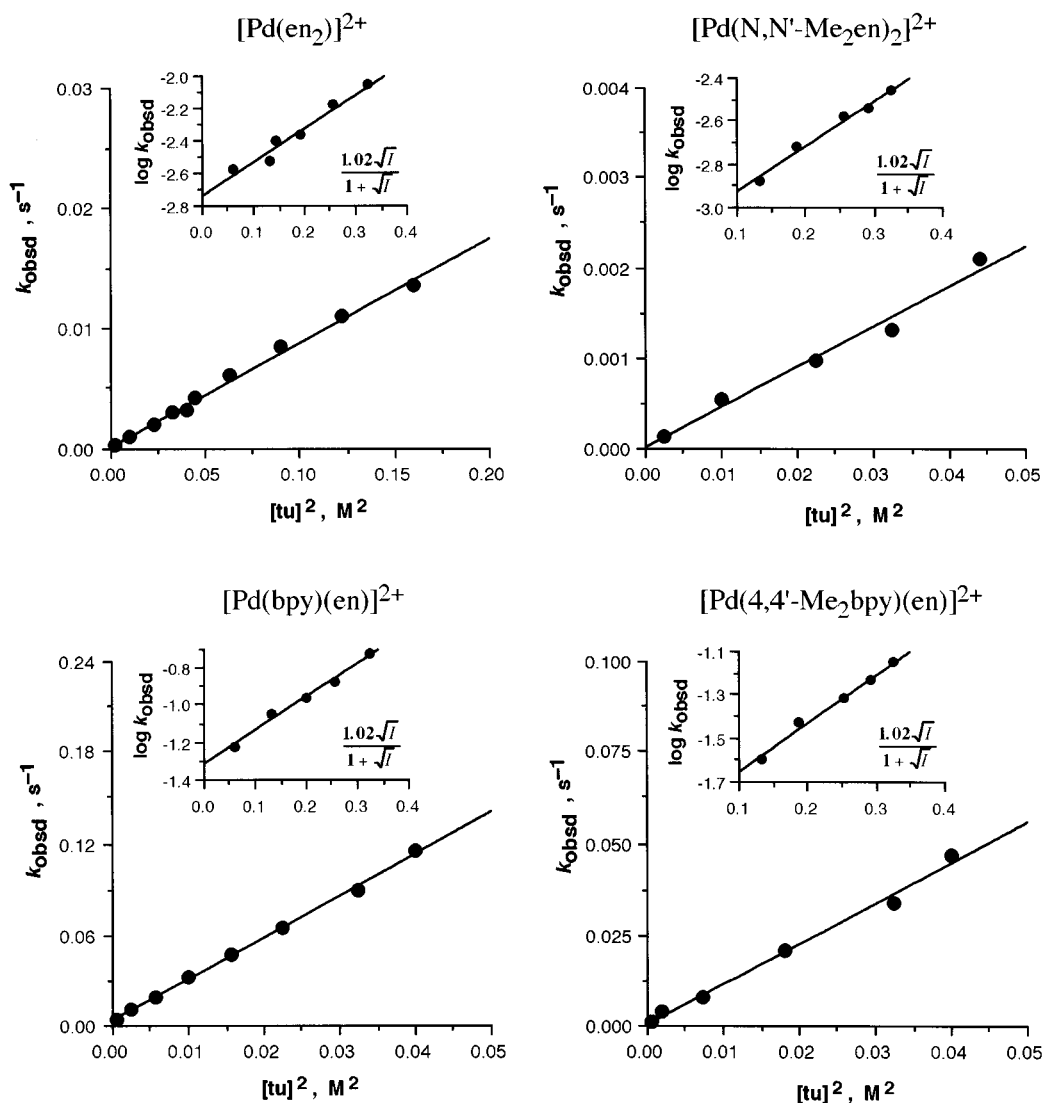 [Pd(en₂)]²⁺
0.03
0.02
0.01
0.00
k_obsd , s⁻¹
-2.0
-2.2
-2.4
-2.6
-2.8
log k_obsd
1.02√I
1 + √I
0.0 0.1 0.2 0.3 0.4
0.00 0.05 0.10 0.15 0.20
[tu]² , M²
[Pd(N,N'-Me₂en)₂]²⁺
0.004
0.003
0.002
0.001
0.000
k_obsd , s⁻¹
-2.4
-2.6
-2.8
-3.0
log k_obsd
1.02√I
1 + √I
0.1 0.2 0.3 0.4
0.00 0.01 0.02 0.03 0.04 0.05
[tu]² , M²
[Pd(bpy)(en)]²⁺
0.24
0.18
0.12
0.06
0.00
k_obsd , s⁻¹
-0.8
-1.0
-1.2
-1.4
log k_obsd
1.02√I
1 + √I
0.0 0.1 0.2 0.3 0.4
0.00 0.01 0.02 0.03 0.04 0.05
[tu]², M²
[Pd(4,4'-Me₂bpy)(en)]²⁺
0.100
0.075
0.050
0.025
0.000
k_obsd , s⁻¹
-1.1
-1.3
-1.5
-1.7
log k_obsd
1.02√I
1 + √I
0.1 0.2 0.3 0.4
0.00 0.01 0.02 0.03 0.04 0.05
[tu]², M²